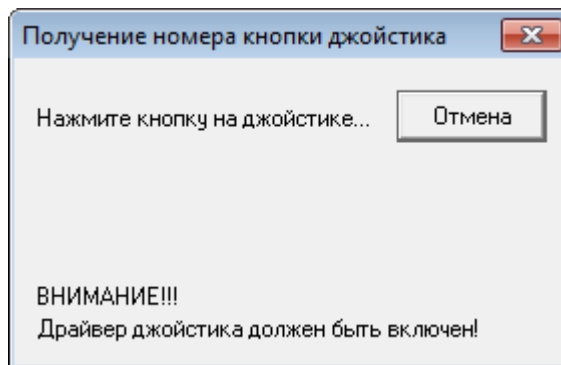 Получение номера кнопки джойстика
Нажмите кнопку на джойстике... Отмена
ВНИМАНИЕ!!!
Драйвер джойстика должен быть включен!